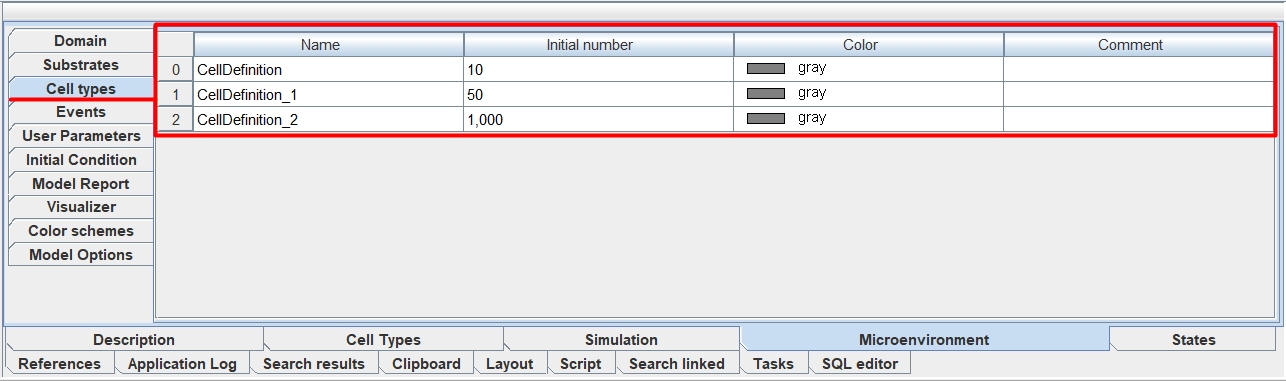 Domain
Substrates
Cell types
Events
User Parameters
Initial Condition
Model Report
Visualizer
Color schemes
Model Options
Name Initial number Color Comment
0 CellDefinition 10 gray
1 CellDefinition_1 50 gray
2 CellDefinition_2 1,000 gray
Description Cell Types Simulation Microenvironment States
References Application Log Search results Clipboard Layout Script Search linked Tasks SQL editor